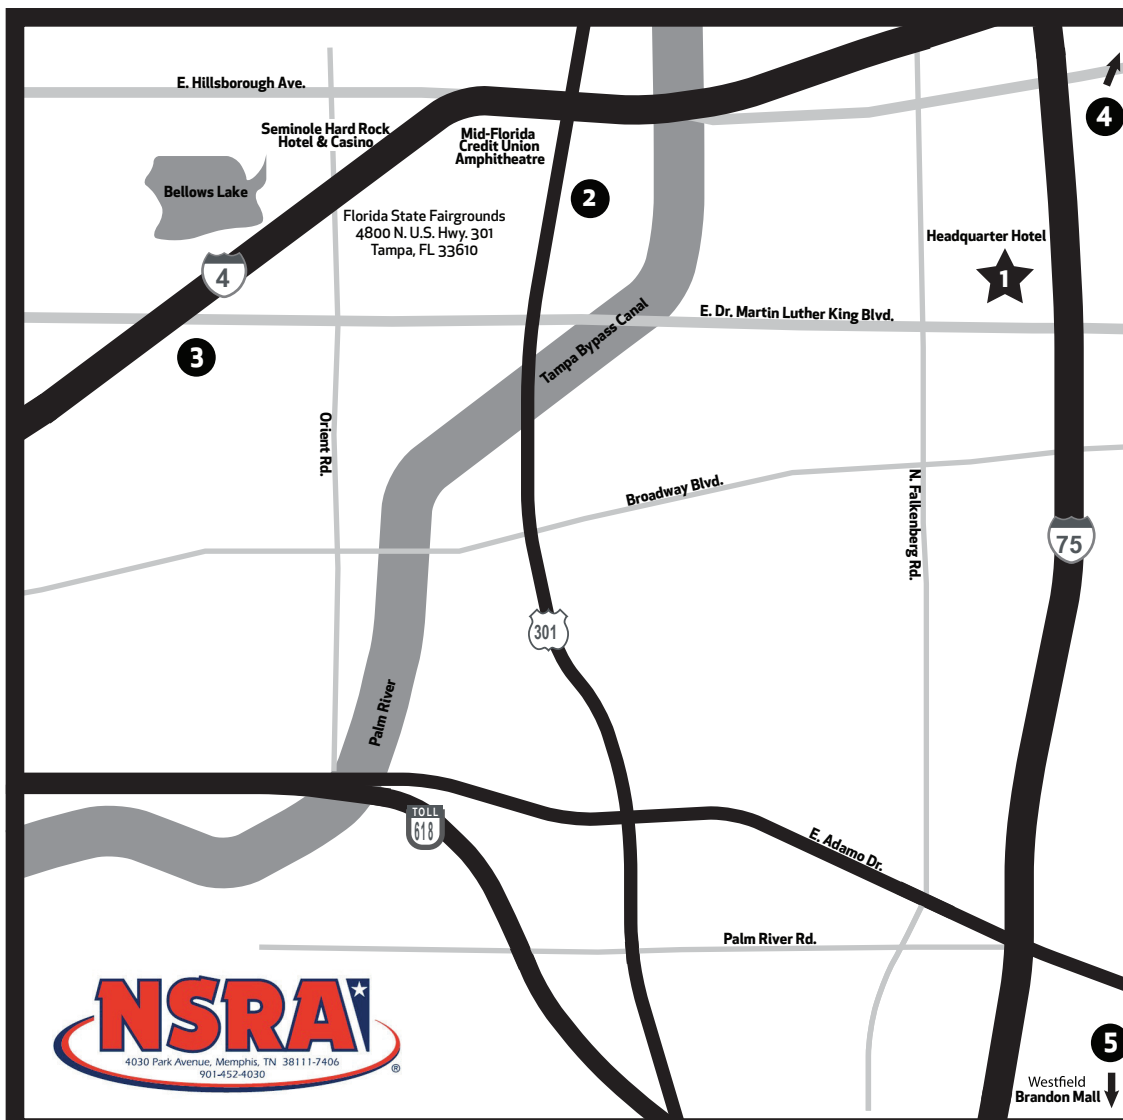 E. Hillsborough Ave.
4
Seminole Hard Rock
Hotel & Casino
Mid-Florida
Credit Union
Amphitheatre
Bellows Lake
2
Florida State Fairgrounds
4800 N. U.S. Hwy. 301
Tampa, FL 33610
Headquarter Hotel
1
4
E. Dr. Martin Luther King Blvd.
Tampa Bypass Canal
3
Orient Rd.
Broadway Blvd.
N. Falkenberg Rd.
75
301
Palm River
TOLL
618
E. Adamo Dr.
Palm River Rd.
NSRA
4030 Park Avenue, Memphis, TN 38111-7406
901-452-4030
®
5
Westfield
Brandon Mall